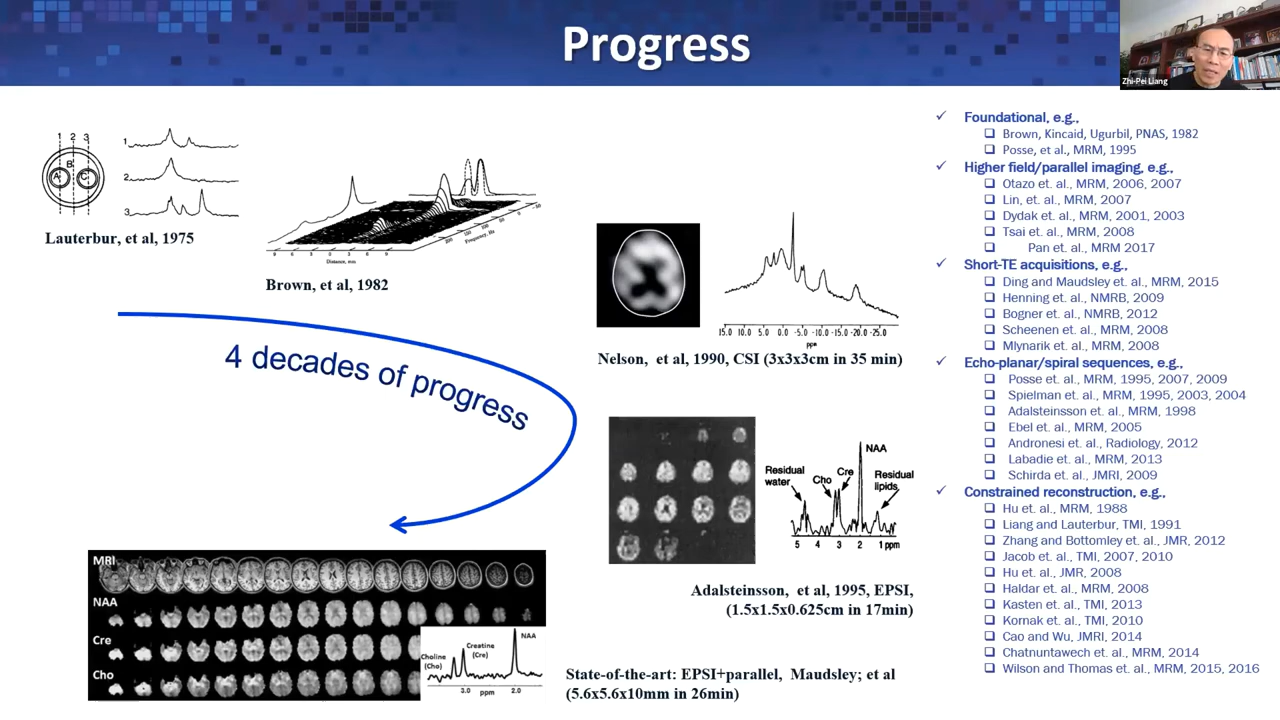 Progress
Zhi-Pei Liang
1 2 3
A B C
1
2
3
Lauterbur, et al, 1975
Distance, mm
Frequency, Hz
Brown, et al, 1982
15.0 10.0 5.0 0.0 -5.0 -10.0 -15.0 -20.0 -25.0
ppm
Nelson, et al, 1990, CSI (3x3x3cm in 35 min)
4 decades of progress
NAA
Residual
water
Cho
Cre
Residual
lipids
5 4 3 2 1 ppm
Adalsteinsson, et al, 1995, EPSI,
(1.5x1.5x0.625cm in 17min)
MRI
NAA
Cre
Cho
NAA
Creatine
(Cre)
Choline
(Cho)
3.0 ppm 2.0
State-of-the-art: EPSI+parallel, Maudsley; et al
(5.6x5.6x10mm in 26min)
✓ Foundational, e.g.,
❑ Brown, Kincaid, Ugurbil, PNAS, 1982
❑ Posse, et al., MRM, 1995
✓ Higher field/parallel imaging, e.g.,
❑ Otazo et. al., MRM, 2006, 2007
❑ Lin, et. al., MRM, 2007
❑ Dydak et. al., MRM, 2001, 2003
❑ Tsai et. al., MRM, 2008
❑ Pan et. al., MRM 2017
✓ Short-TE acquisitions, e.g.,
❑ Ding and Maudsley et. al., MRM, 2015
❑ Henning et. al., NMRB, 2009
❑ Bogner et. al., NMRB, 2012
❑ Scheenen et. al., MRM, 2008
❑ Mlynarik et. al., MRM, 2008
✓ Echo-planar/spiral sequences, e.g.,
❑ Posse et. al., MRM, 1995, 2007, 2009
❑ Spielman et. al., MRM, 1995, 2003, 2004
❑ Adalsteinsson et. al., MRM, 1998
❑ Ebel et. al., MRM, 2005
❑ Andronesi et. al., Radiology, 2012
❑ Labadie et. al., MRM, 2013
❑ Schirda et. al., JMRI, 2009
✓ Constrained reconstruction, e.g.,
❑ Hu et. al., MRM, 1988
❑ Liang and Lauterbur, TMI, 1991
❑ Zhang and Bottomley et. al., JMR, 2012
❑ Jacob et. al., TMI, 2007, 2010
❑ Hu et. al., JMR, 2008
❑ Haldar et. al., MRM, 2008
❑ Kasten et. al., TMI, 2013
❑ Kornak et. al., TMI, 2010
❑ Cao and Wu, JMRI, 2014
❑ Chatnuntawech et. al., MRM, 2014
❑ Wilson and Thomas et. al., MRM, 2015, 2016